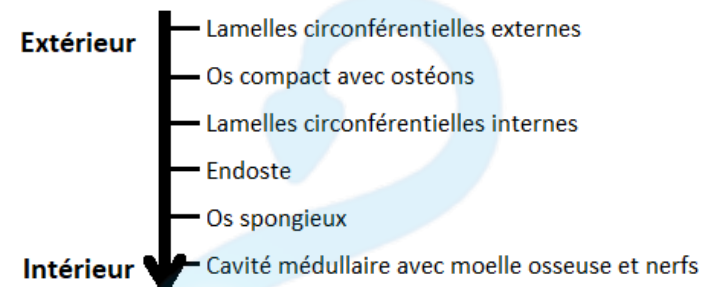 Extérieur
Lamelles circonférentielles externes
Os compact avec ostéons
Lamelles circonférentielles internes
Endoste
Os spongieux
Intérieur
Cavité médullaire avec moelle osseuse et nerfs